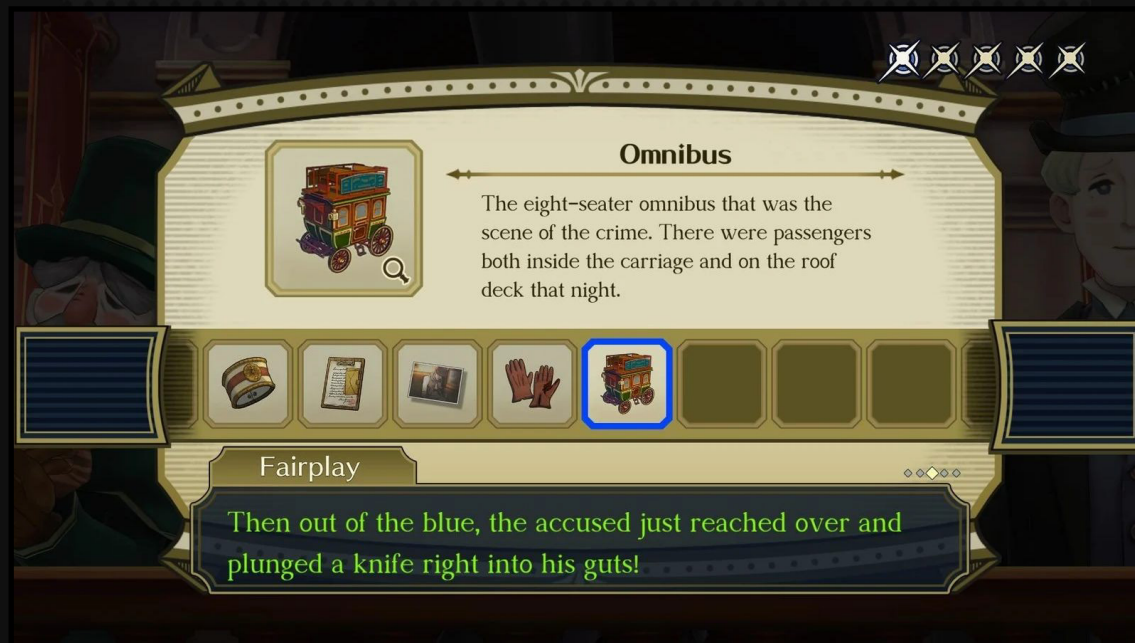 Omnibus
The eight-seater omnibus that was the
scene of the crime. There were passengers
both inside the carriage and on the roof
deck that night.
Fairplay
Then out of the blue, the accused just reached over and
plunged a knife right into his guts!